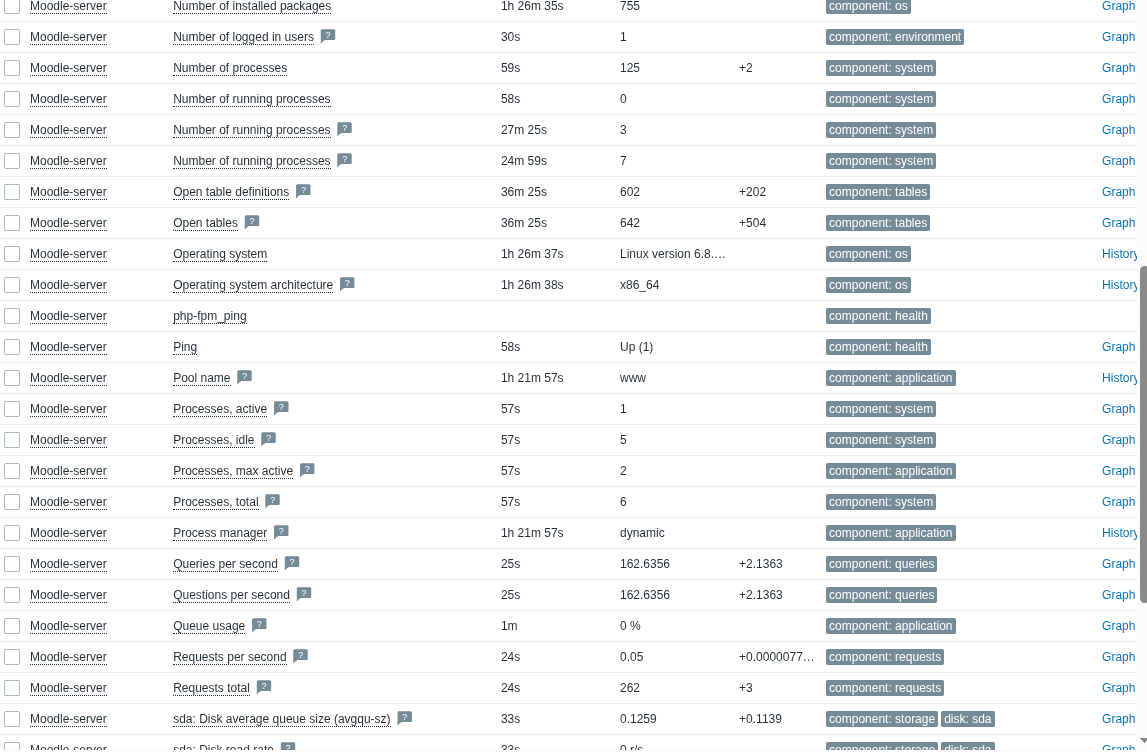 Moodle-server Number of installed packages 1h 26m 35s 755 component: os Graph
Moodle-server Number of logged in users ? 30s 1 component: environment Graph
Moodle-server Number of processes 59s 125 +2 component: system Graph
Moodle-server Number of running processes 58s 0 component: system Graph
Moodle-server Number of running processes ? 27m 25s 3 component: system Graph
Moodle-server Number of running processes ? 24m 59s 7 component: system Graph
Moodle-server Open table definitions ? 36m 25s 602 +202 component: tables Graph
Moodle-server Open tables ? 36m 25s 642 +504 component: tables Graph
Moodle-server Operating system 1h 26m 37s Linux version 6.8.... component: os History
Moodle-server Operating system architecture ? 1h 26m 38s x86_64 component: os History
Moodle-server php-fpm_ping component: health
Moodle-server Ping 58s Up (1) component: health Graph
Moodle-server Pool name ? 1h 21m 57s www component: application History
Moodle-server Processes, active ? 57s 1 component: system Graph
Moodle-server Processes, idle ? 57s 5 component: system Graph
Moodle-server Processes, max active ? 57s 2 component: application Graph
Moodle-server Processes, total ? 57s 6 component: system Graph
Moodle-server Process manager ? 1h 21m 57s dynamic component: application History
Moodle-server Queries per second ? 25s 162.6356 +2.1363 component: queries Graph
Moodle-server Questions per second ? 25s 162.6356 +2.1363 component: queries Graph
Moodle-server Queue usage ? 1m 0 % component: application Graph
Moodle-server Requests per second ? 24s 0.05 +0.0000077... component: requests Graph
Moodle-server Requests total ? 24s 262 +3 component: requests Graph
Moodle-server sda: Disk average queue size (avgqu-sz) ? 33s 0.1259 +0.1139 component: storage disk: sda Graph
Moodle-server sda: Disk read rate ? 33s 0 r/s component: storage disk: sda Graph